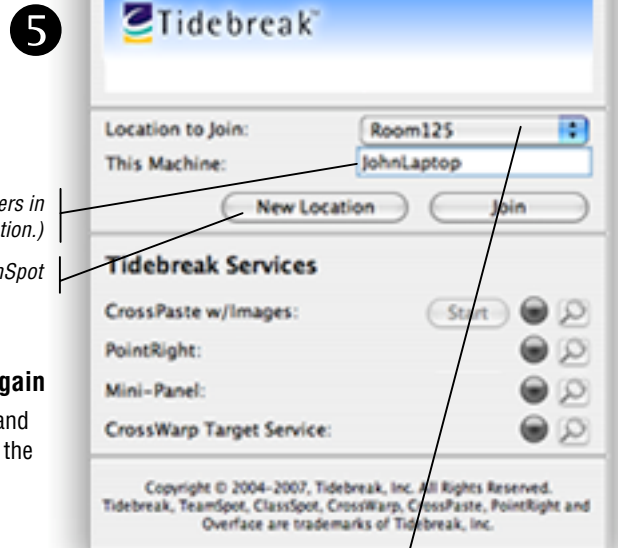 5
Tidebreak™
Location to Join: Room125
This Machine: JohnLaptop
ers in
tion.)
New Location Join
nSpot
Tidebreak Services
CrossPaste w/Images: Start
PointRight:
Mini-Panel:
CrossWarp Target Service:
gain
and
the
Copyright © 2004-2007, Tidebreak, Inc. All Rights Reserved.
Tidebreak, TeamSpot, ClassSpot, CrossWarp, CrossPaste, PointRight and
Overface are trademarks of Tidebreak, Inc.